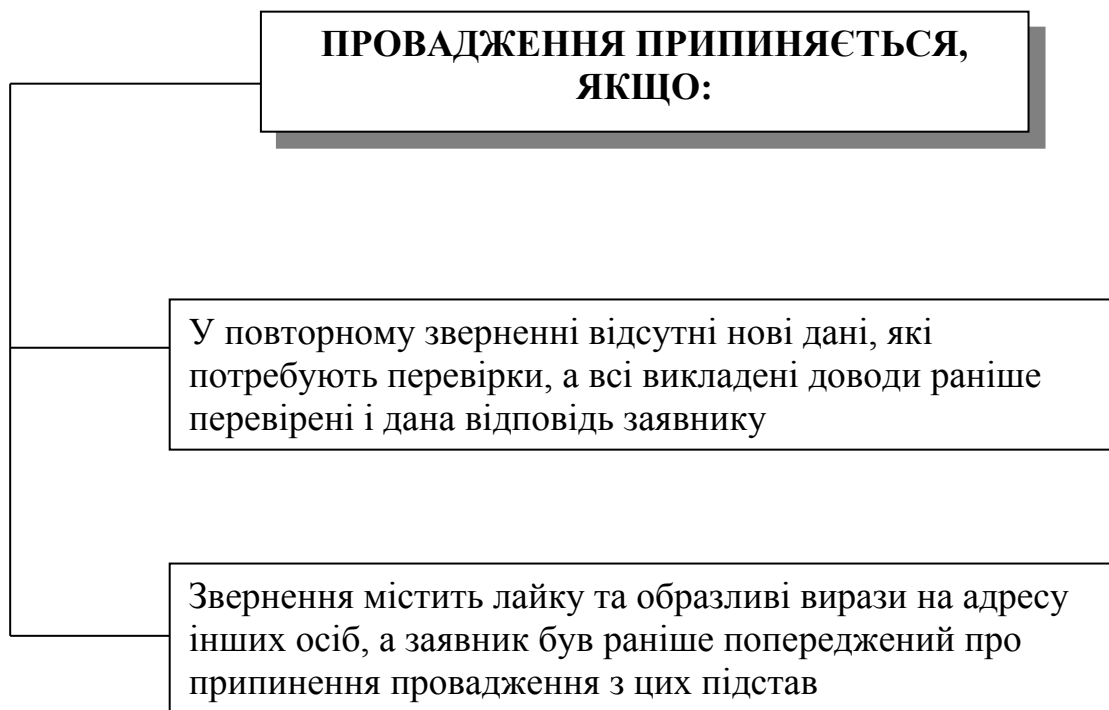 ПРОВАДЖЕННЯ ПРИПИНЯЄТЬСЯ,
ЯКЩО:
У повторному зверненні відсутні нові дані, які
потребують перевірки, а всі викладені доводи раніше
перевірені і дана відповідь заявнику
Звернення містить лайку та образливі вирази на адресу
інших осіб, а заявник був раніше попереджений про
припинення провадження з цих підстав